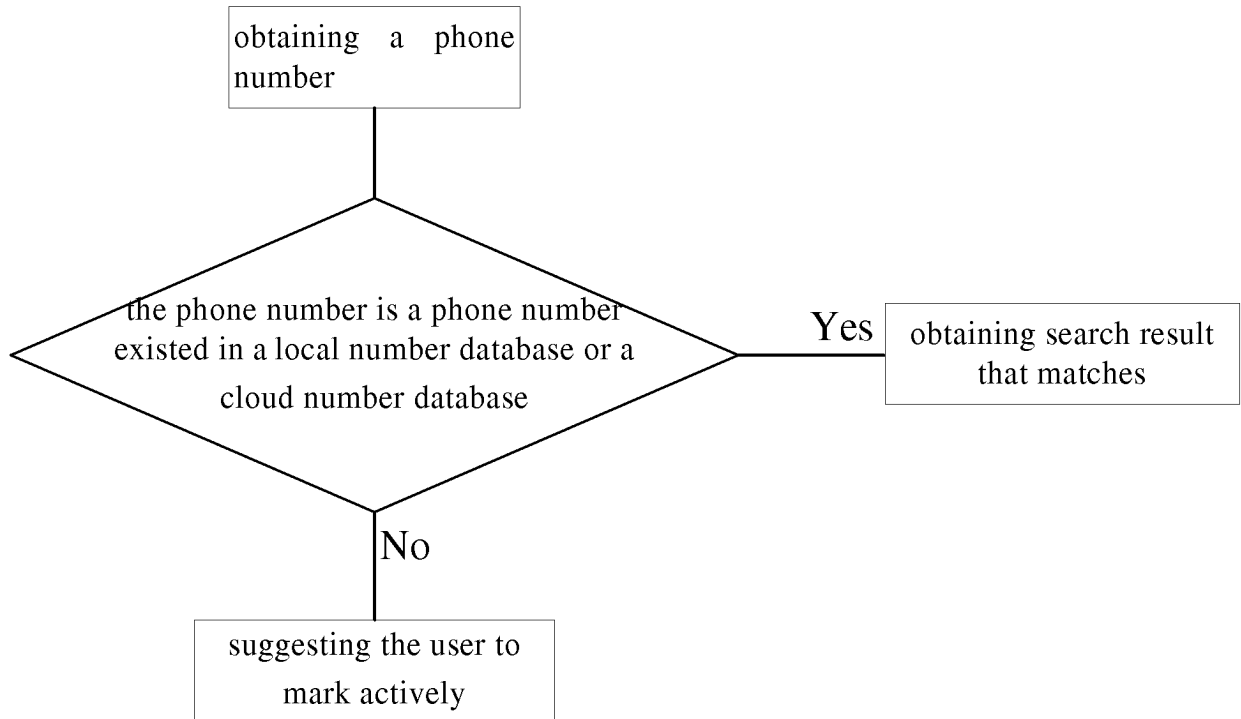 obtaining a phone
number
the phone number is a phone number
existed in a local number database or a
cloud number database
Yes
obtaining search result
that matches
No
suggesting the user to
mark actively